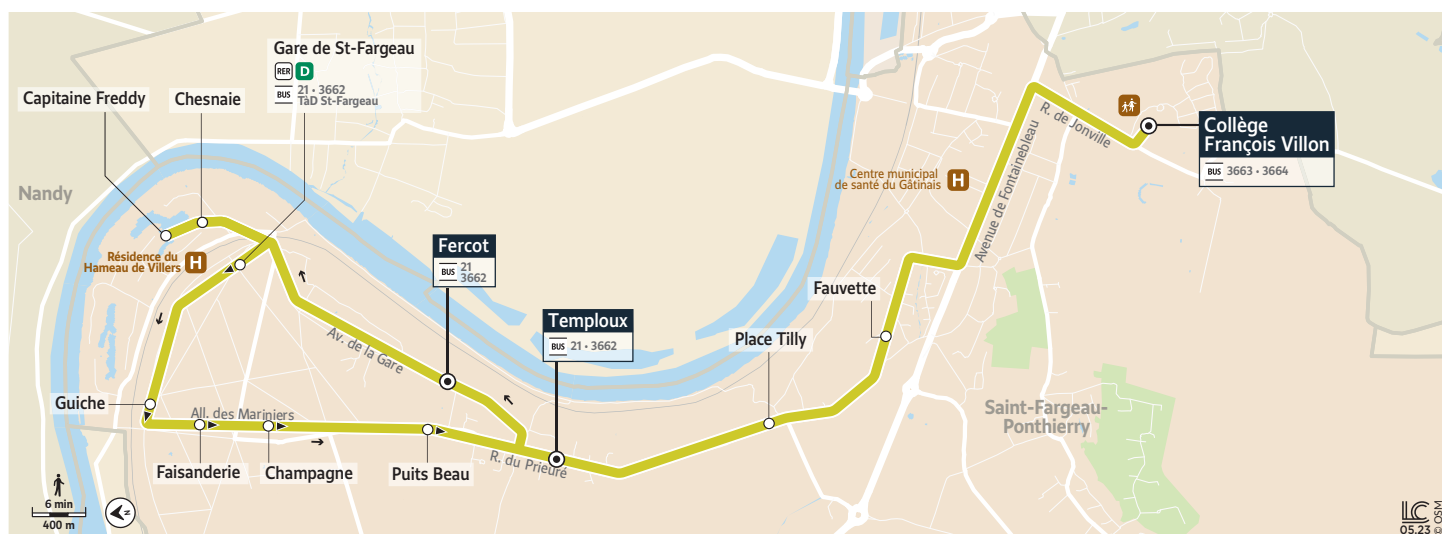 Gare de St-Fargeau
RER D
BUS 21 • 3662
TàD St-Fargeau
Capitaine Freddy
Chesnaie
Nandy
Résidence du
Hameau de Villers
H
Fercot
BUS 21
3662
Temploux
BUS 21 • 3662
Av. de la Gare
Guiche
All. des Mariniers
Faisanderie
Champagne
Puits Beau
R. du Prieuré
Place Tilly
Fauvette
Centre municipal
de santé du Gâtinais
H
Avenue de Fontainebleau
R. de Jonville
Collège
François Villon
BUS 3663 • 3664
Saint-Fargeau-
Ponthierry
6 min
400 m
N
LC
05.23
© OSM